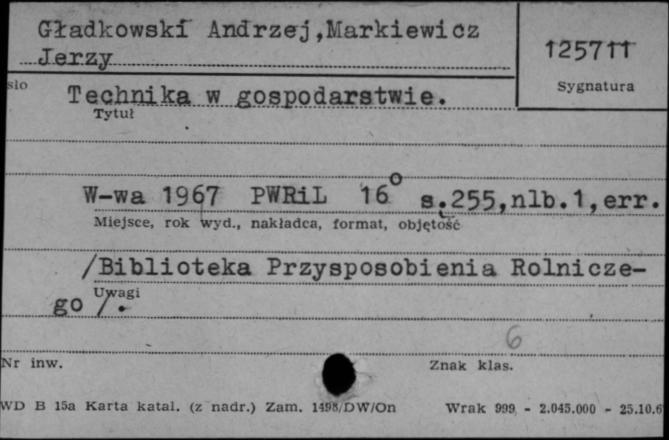 Gładkowski Andrzej,Markiewicz
Jerzy
125711
Sygnatura
sło
Technika w gospodarstwie.
Tytuł
W-wa 1967 PWRiL 16° s.255,nlb.1,err.
Miejsce, rok wyd., nakładca, format, objętość
/Biblioteka Przysposobienia Rolnicze-
Uwagi
go/.
6
Nr inw.
Znak klas.
WD B 15a Karta katal. (z nadr.) Zam. 1498/DW/On Wrak 999 - 2.045.000 - 25.10.6